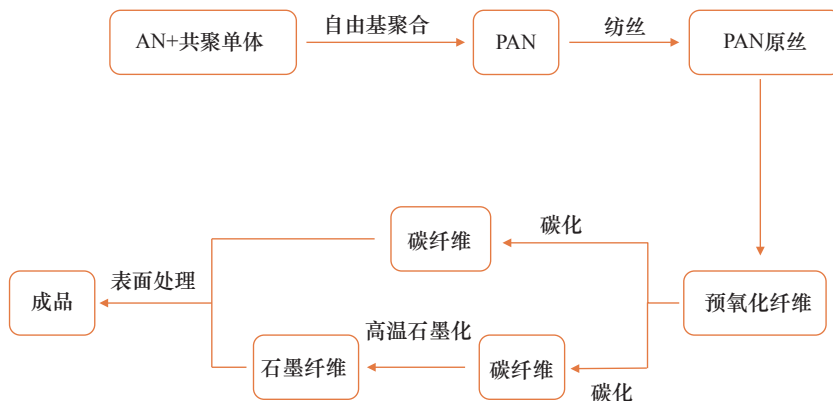 AN+共聚单体
自由基聚合
PAN
纺丝
PAN原丝
碳纤维
碳化
成品
表面处理
预氧化纤维
石墨纤维
高温石墨化
碳纤维
碳化